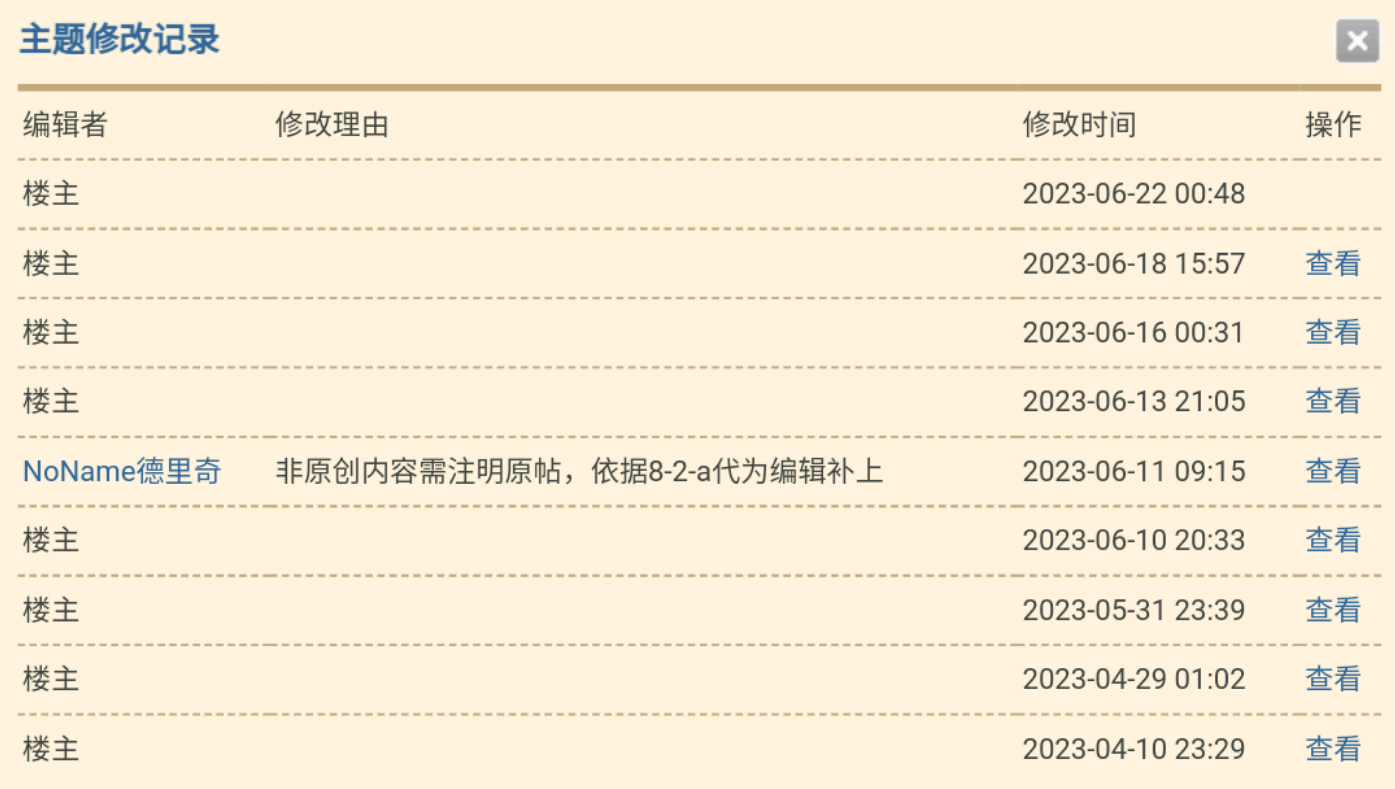 主题修改记录
编辑者 修改理由 修改时间 操作
楼主 2023-06-22 00:48
楼主 2023-06-18 15:57 查看
楼主 2023-06-16 00:31 查看
楼主 2023-06-13 21:05 查看
NoName德里奇 非原创内容需注明原帖，依据8-2-a代为编辑补上 2023-06-11 09:15 查看
楼主 2023-06-10 20:33 查看
楼主 2023-05-31 23:39 查看
楼主 2023-04-29 01:02 查看
楼主 2023-04-10 23:29 查看